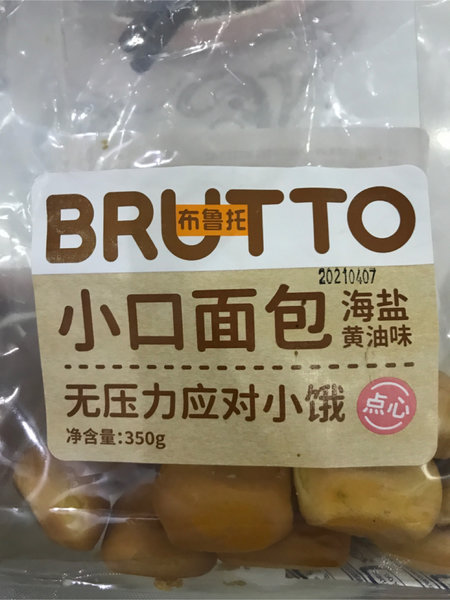 BRUTTO
布鲁托
20210407
小口面包
海盐
黄油味
无压力应对小饿
点心
净含量:350g